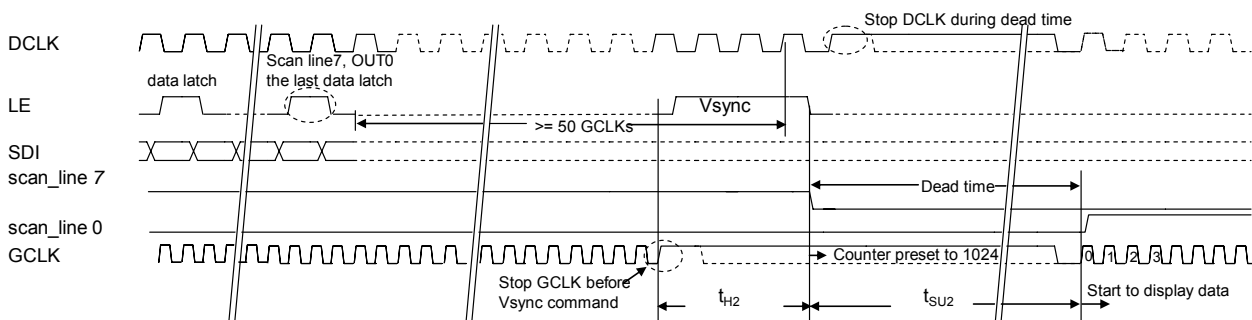 Stop DCLK during dead time
DCLK
Scan line7, OUT0
the last data latch
data latch
LE
Vsync
>= 50 GCLKs
SDI
scan_line 7
Dead time
scan_line 0
GCLK
Counter preset to 1024
0 1 2 3
Stop GCLK before
Vsync command
tH2
tSU2
Start to display data